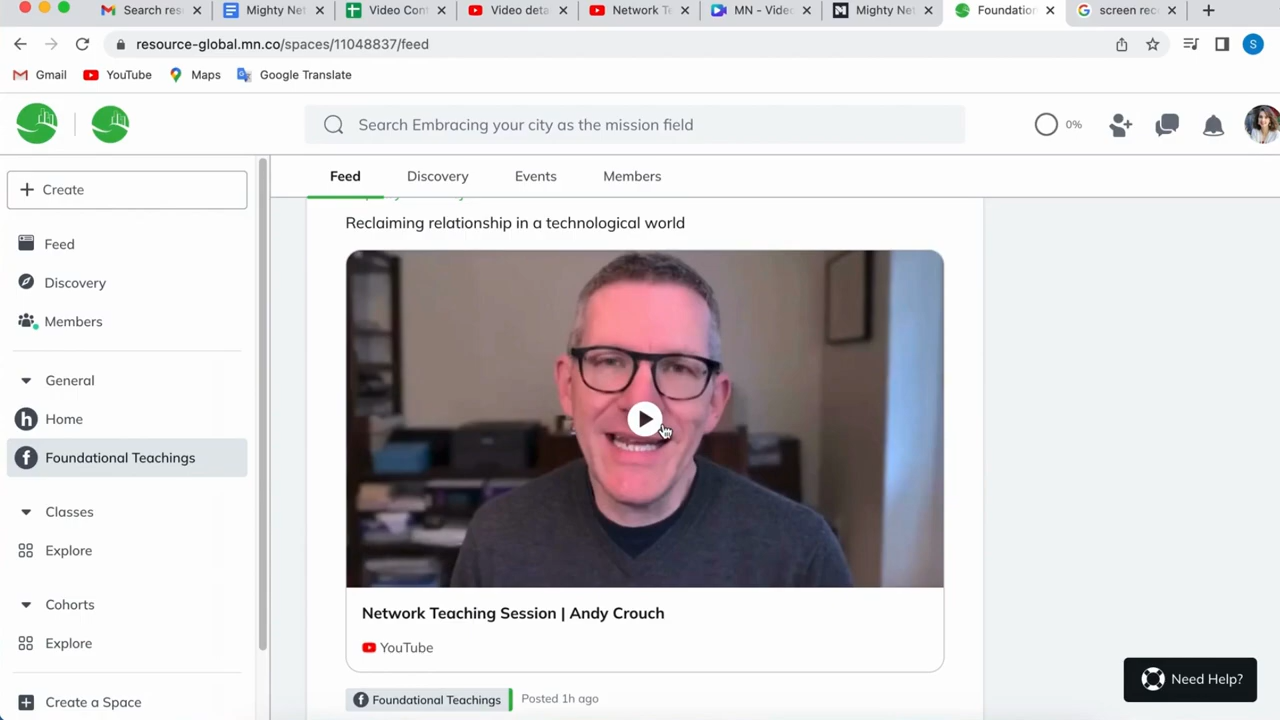 Search res
Mighty Net
Video Con
Video deta
Network Te
MN - Vide
Mighty Net
Foundation
screen rec
resource-global.mn.co/spaces/11048837/feed
S
Gmail
YouTube
Maps
Google Translate
Search Embracing your city as the mission field
0%
Create
Feed
Discovery
Events
Members
Feed
Discovery
Members
General
Home
Foundational Teachings
Classes
Explore
Cohorts
Explore
Create a Space
Reclaiming relationship in a technological world
Network Teaching Session | Andy Crouch
YouTube
Foundational Teachings
Posted 1h ago
Need Help?